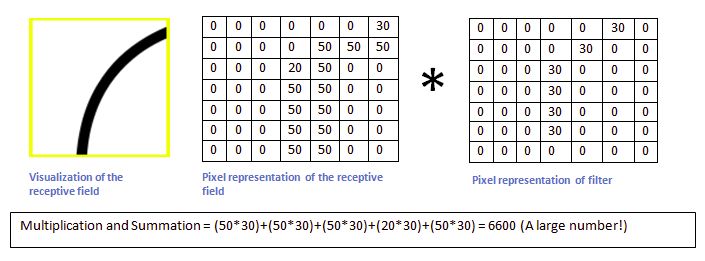 0 0 0 0 0 0 30
0 0 0 0 50 50 50
0 0 0 20 50 0 0
0 0 0 50 50 0 0
0 0 0 50 50 0 0
0 0 0 50 50 0 0
0 0 0 50 50 0 0
*
0 0 0 0 0 30 0
0 0 0 0 30 0 0
0 0 0 30 0 0 0
0 0 0 30 0 0 0
0 0 0 30 0 0 0
0 0 0 30 0 0 0
0 0 0 0 0 0 0
Visualization of the
receptive field
Pixel representation of the receptive
field
Pixel representation of filter
Multiplication and Summation = (50*30)+(50*30)+(50*30)+(20*30)+(50*30) = 6600 (A large number!)